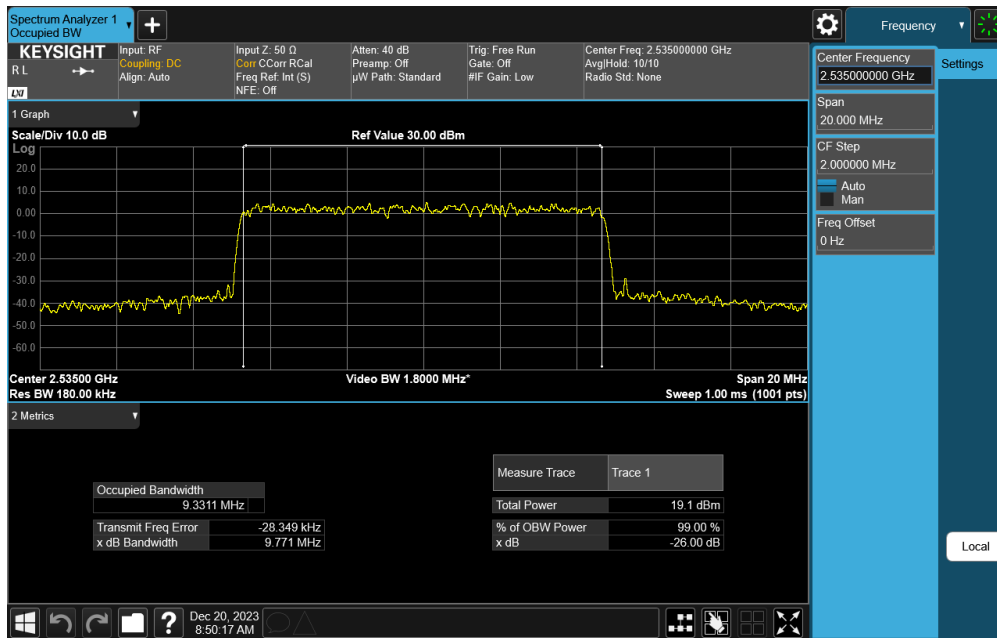 Spectrum Analyzer 1
Occupied BW
Frequency
KEYSIGHT
R L
LXI
Input: RF
Coupling: DC
Align: Auto
Input Z: 50 Ω
Corr CCorr RCal
Freq Ref: Int (S)
NFE: Off
Atten: 40 dB
Preamp: Off
µW Path: Standard
Trig: Free Run
Gate: Off
#IF Gain: Low
Center Freq: 2.535000000 GHz
Avg|Hold: 10/10
Radio Std: None
Center Frequency
2.535000000 GHz
Settings
Span
20.000 MHz
CF Step
2.000000 MHz
Auto
Man
Freq Offset
0 Hz
1 Graph
Scale/Div 10.0 dB
Ref Value 30.00 dBm
Log
20.0
10.0
0.00
-10.0
-20.0
-30.0
-40.0
-50.0
-60.0
Center 2.53500 GHz
Video BW 1.8000 MHz*
Span 20 MHz
Res BW 180.00 kHz
Sweep 1.00 ms (1001 pts)
2 Metrics
Measure Trace
Trace 1
Occupied Bandwidth
9.3311 MHz
Total Power
19.1 dBm
Transmit Freq Error
-28.349 kHz
% of OBW Power
99.00 %
x dB Bandwidth
9.771 MHz
x dB
-26.00 dB
Local
?
Dec 20, 2023
8:50:17 AM